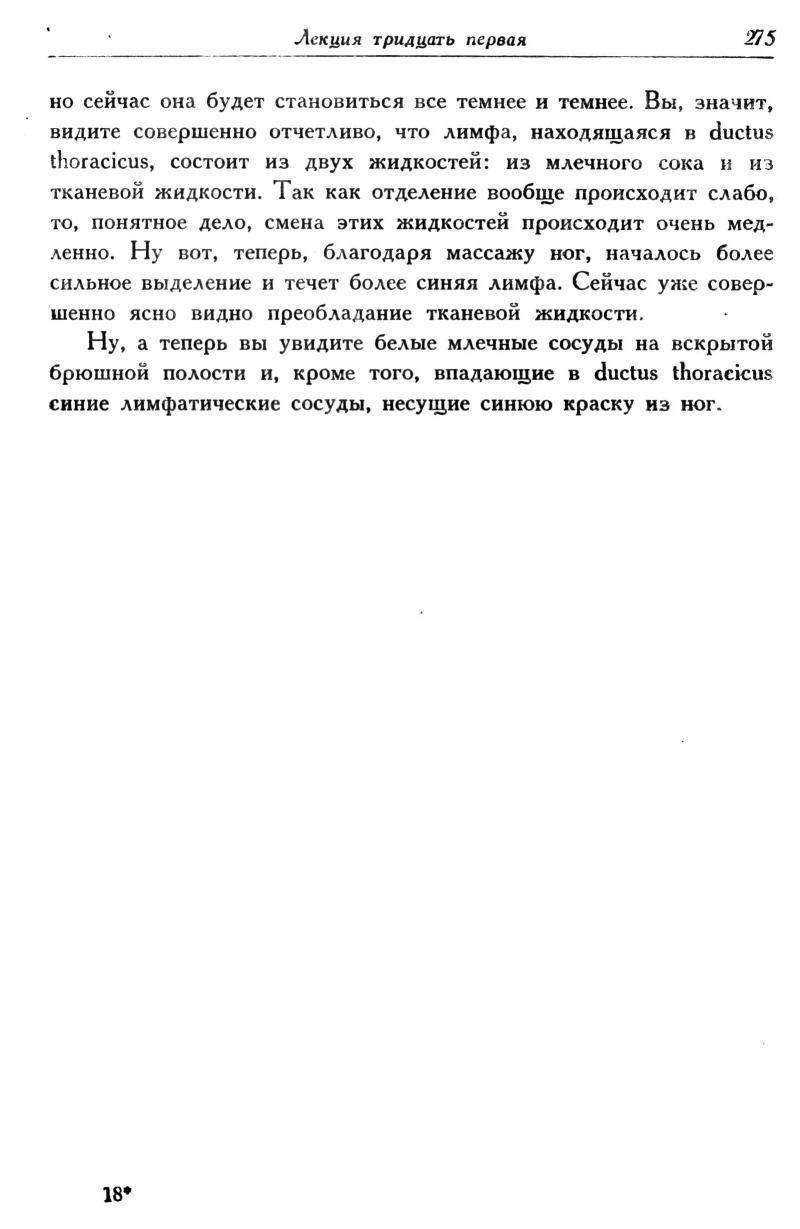 Лекция тридцать первая 275
но сейчас она будет становиться все темнее и темнее. Вы, значит,
видите совершенно отчетливо, что лимфа, находящаяся в ductus
thoracicus, состоит из двух жидкостей: из млечного сока и из
тканевой жидкости. Так как отделение вообще происходит слабо,
то, понятное дело, смена этих жидкостей происходит очень мед-
ленно. Ну вот, теперь, благодаря массажу ног, началось более
сильное выделение и течет более синяя лимфа. Сейчас уже совер-
шенно ясно видно преобладание тканевой жидкости.
Ну, а теперь вы увидите белые млечные сосуды на вскрытой
брюшной полости и, кроме того, впадающие в ductus thoracicus
синие лимфатические сосуды, несущие синюю краску из ног.
18*